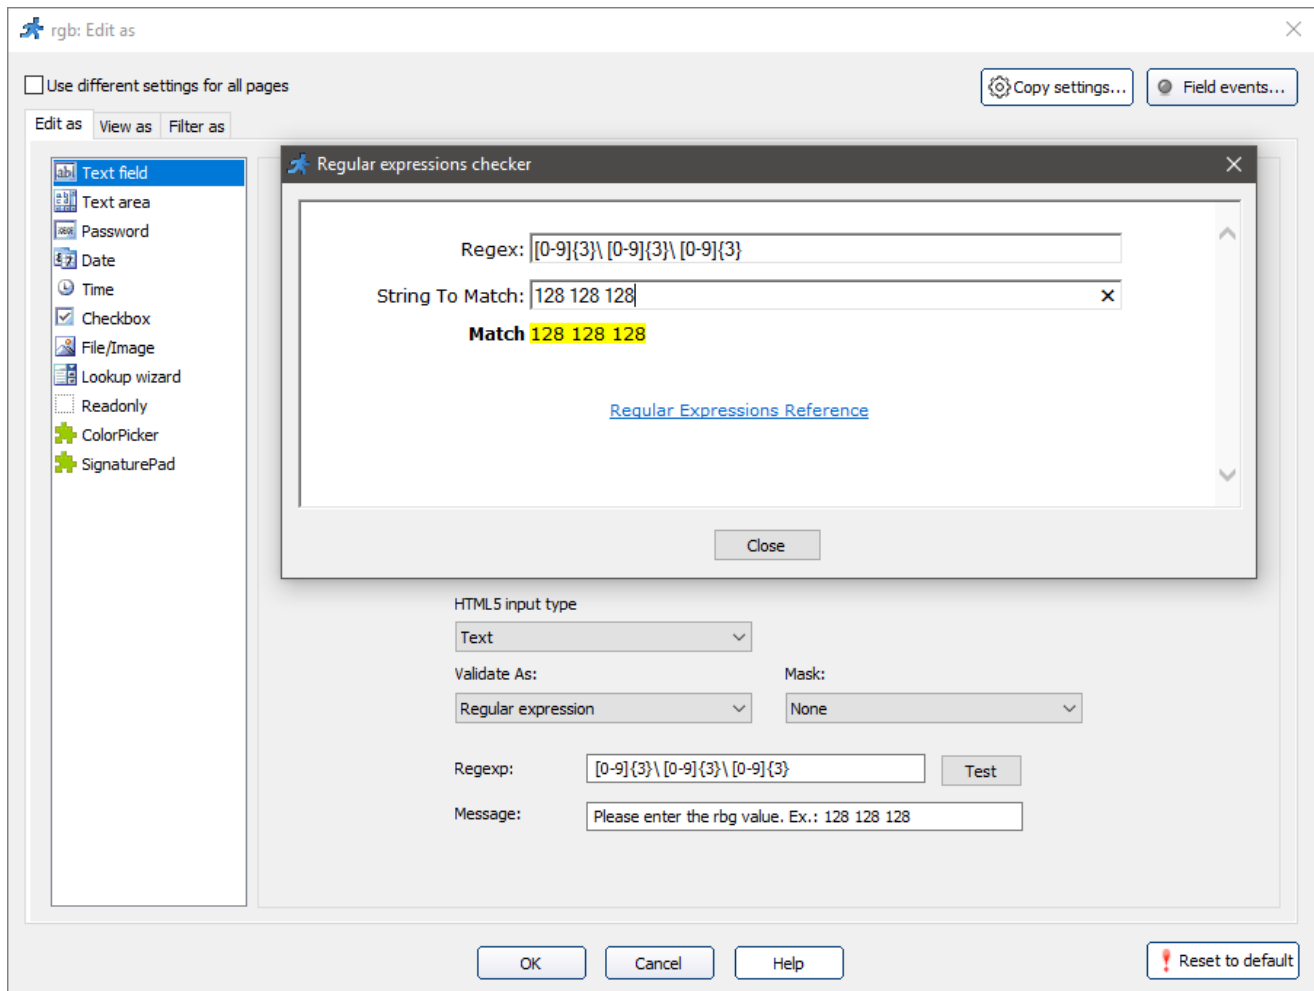 rgb: Edit as
Use different settings for all pages
Copy settings...
Field events...
Edit as
View as
Filter as
Text field
Text area
Password
Date
Time
Checkbox
File/Image
Lookup wizard
Readonly
ColorPicker
SignaturePad
Regular expressions checker
Regex: [0-9]{3}\ [0-9]{3}\ [0-9]{3}
String To Match: 128 128 128
Match 128 128 128
Regular Expressions Reference
Close
HTML5 input type
Text
Validate As:
Mask:
Regular expression
None
Regexp: [0-9]{3}\ [0-9]{3}\ [0-9]{3} Test
Message: Please enter the rbg value. Ex.: 128 128 128
OK
Cancel
Help
Reset to default